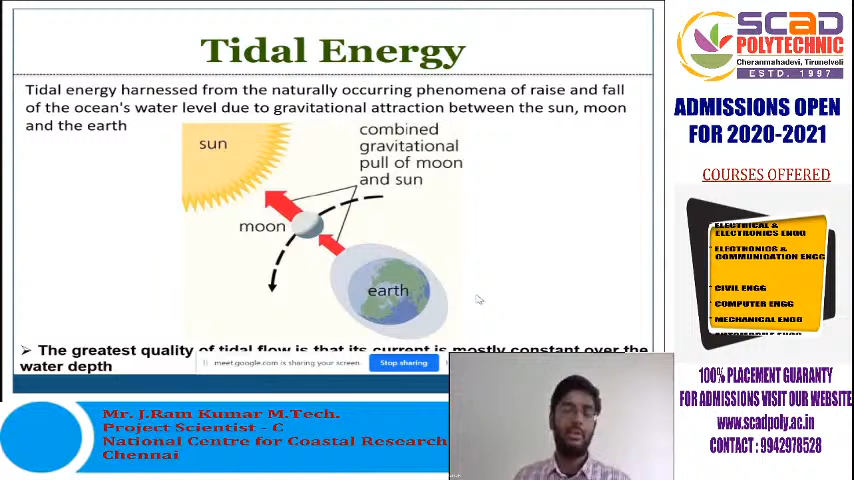 Tidal Energy
Tidal energy harnessed from the naturally occurring phenomena of raise and fall
of the ocean's water level due to gravitational attraction between the sun, moon
and the earth
sun
combined
gravitational
pull of moon
and sun
moon
earth
➢ The greatest quality of tidal flow is that its current is mostly constant over the
water depth
meet.google.com is sharing your screen.
Stop sharing
Mr. J.Ram Kumar M.Tech.
Project Scientist - C
National Centre for Coastal Research
Chennai
SCAD
POLYTECHNIC
Cheranmahadevi, Tirunelveli
ESTD. 1997
ADMISSIONS OPEN
FOR 2020-2021
COURSES OFFERED
ELECTRICAL &
ELECTRONICS ENGG
ELECTRONICS &
COMMUNICATION ENGG
CIVIL ENGG
COMPUTER ENGG
MECHANICAL ENGG
AUTOMOBILE ENGG
100% PLACEMENT GUARANTY
FOR ADMISSIONS VISIT OUR WEBSITE
www.scadpoly.ac.in
CONTACT : 9942978528